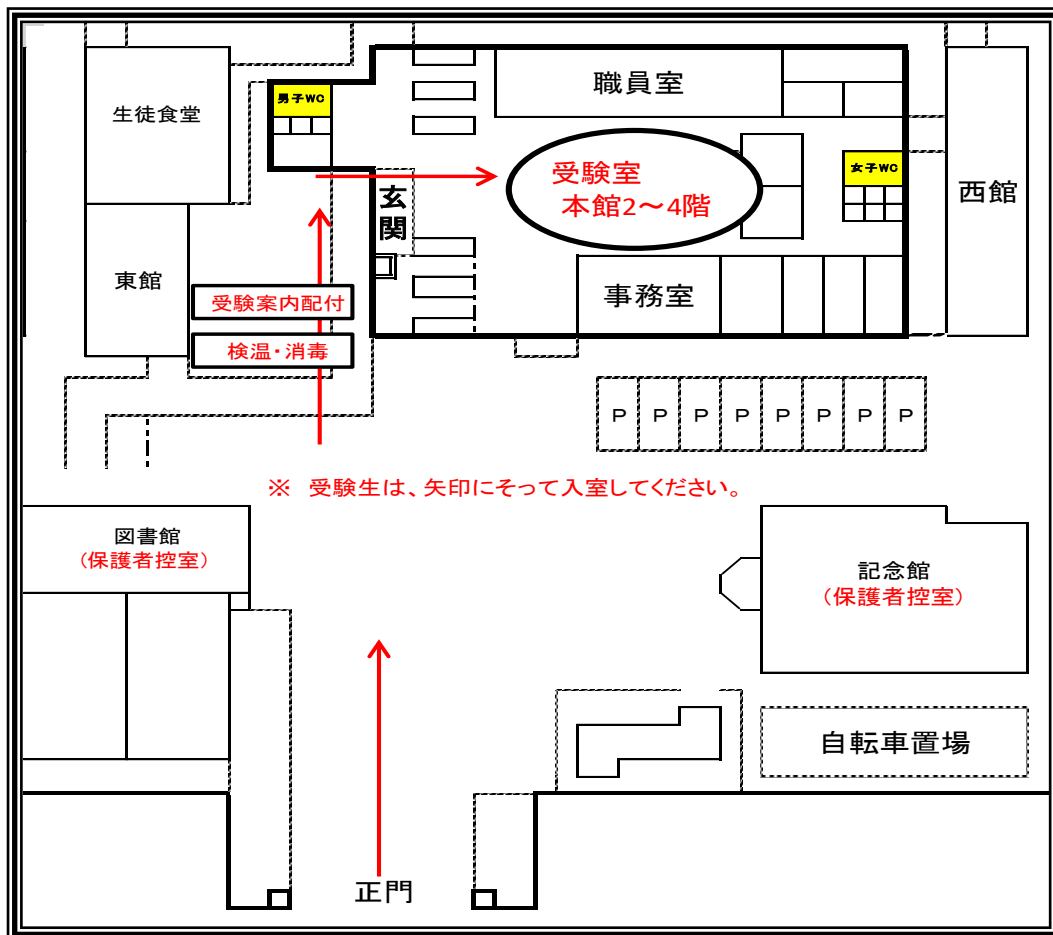 職員室
男子WC
生徒食堂
受験室
本館2～4階
女子WC
西館
玄関
東館
受験案内配付
事務室
検温・消毒
P P P P P P P P
※ 受験生は、矢印にそって入室してください。
図書館
(保護者控室)
記念館
(保護者控室)
自転車置場
正門